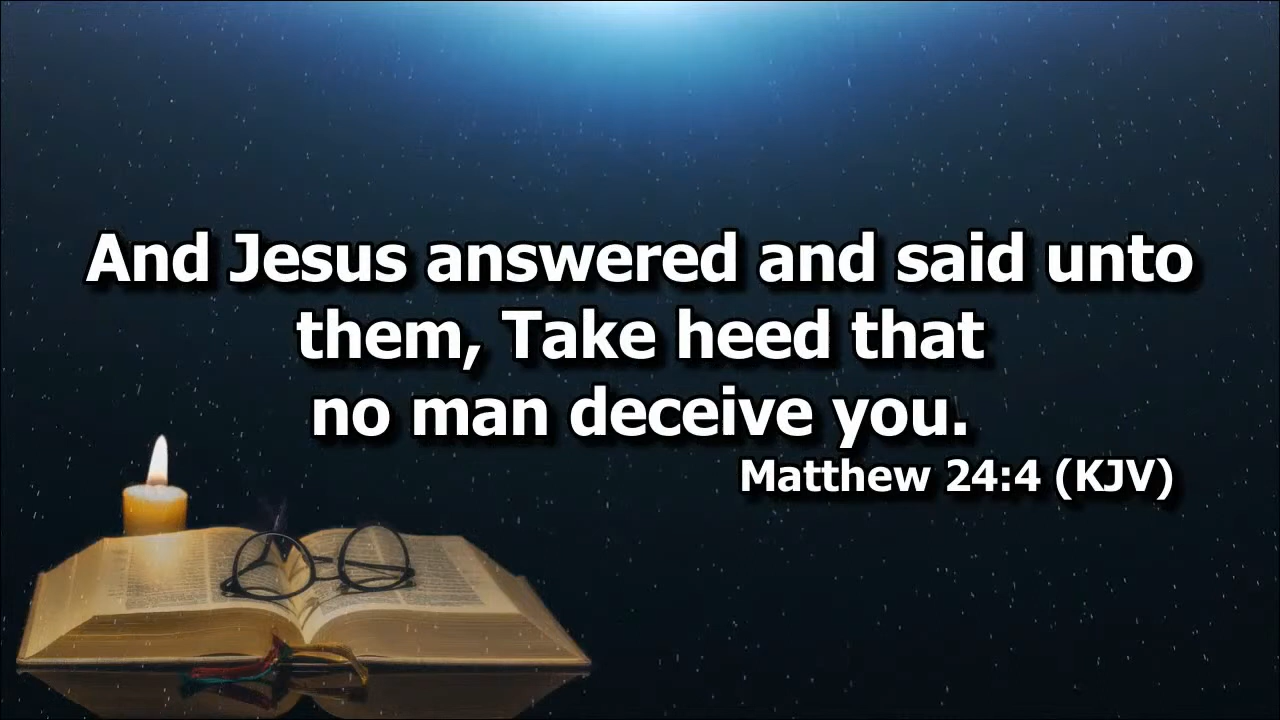 And Jesus answered and said unto
them, Take heed that
no man deceive you.
Matthew 24:4 (KJV)